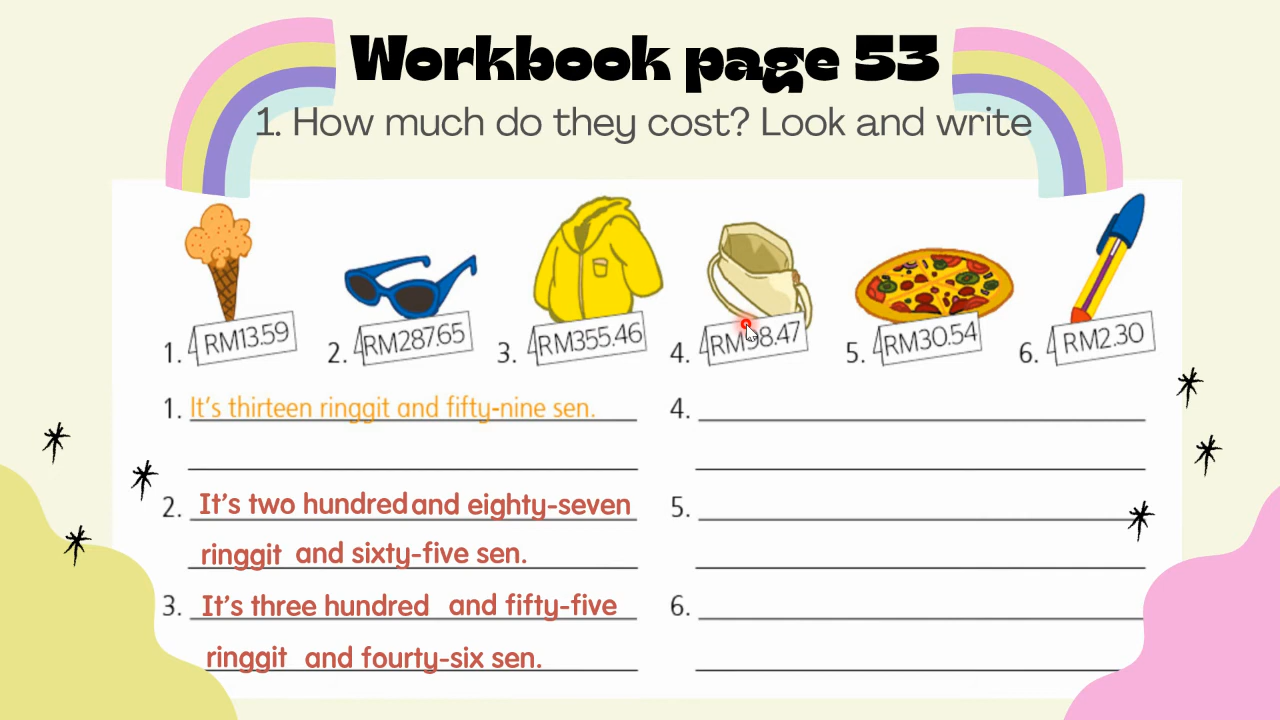 Workbook page 53
1. How much do they cost? Look and write
1. RM13.59
2. RM287.65
3. RM355.46
4. RM98.47
5. RM30.54
6. RM2.30
1. It's thirteen ringgit and fifty-nine sen.
2. It's two hundred and eighty-seven
ringgit and sixty-five sen.
3. It's three hundred and fifty-five
ringgit and fourty-six sen.
4.
5.
6.